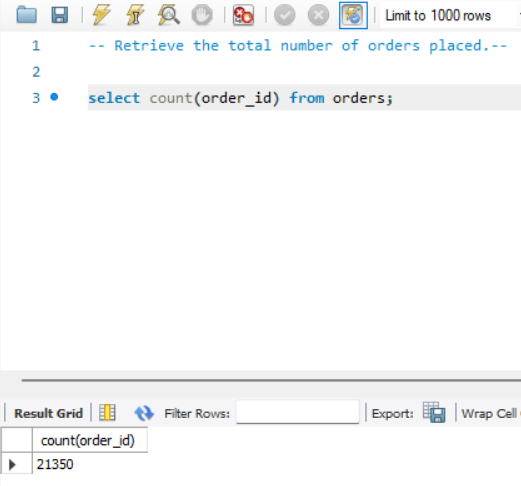 Limit to 1000 rows
1 -- Retrieve the total number of orders placed.--
2
3 select count(order_id) from orders;
Result Grid Filter Rows: Export: Wrap Cell
count(order_id)
21350